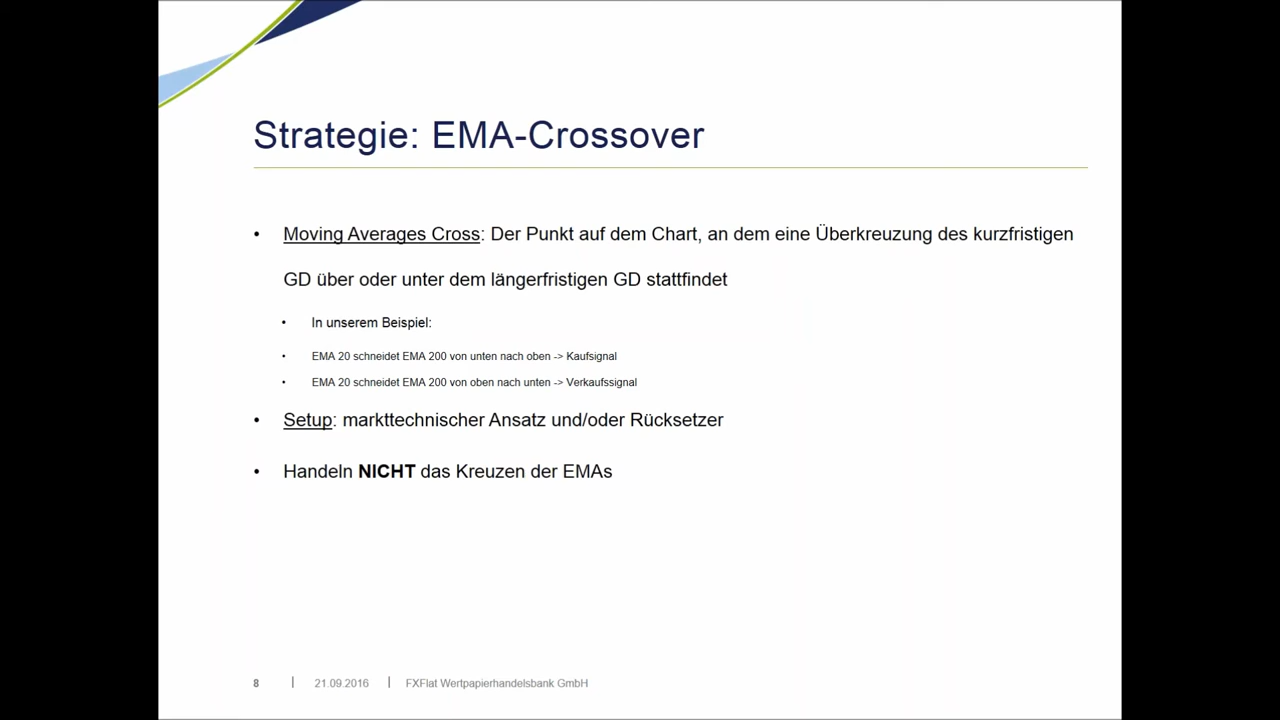 Strategie: EMA-Crossover
• Moving Averages Cross: Der Punkt auf dem Chart, an dem eine Überkreuzung des kurzfristigen
GD über oder unter dem längerfristigen GD stattfindet
• In unserem Beispiel:
• EMA 20 schneidet EMA 200 von unten nach oben -> Kaufsignal
• EMA 20 schneidet EMA 200 von oben nach unten -> Verkaufssignal
• Setup: markttechnischer Ansatz und/oder Rücksetzer
• Handeln NICHT das Kreuzen der EMAs
8 | 21.09.2016 | FXFlat Wertpapierhandelsbank GmbH